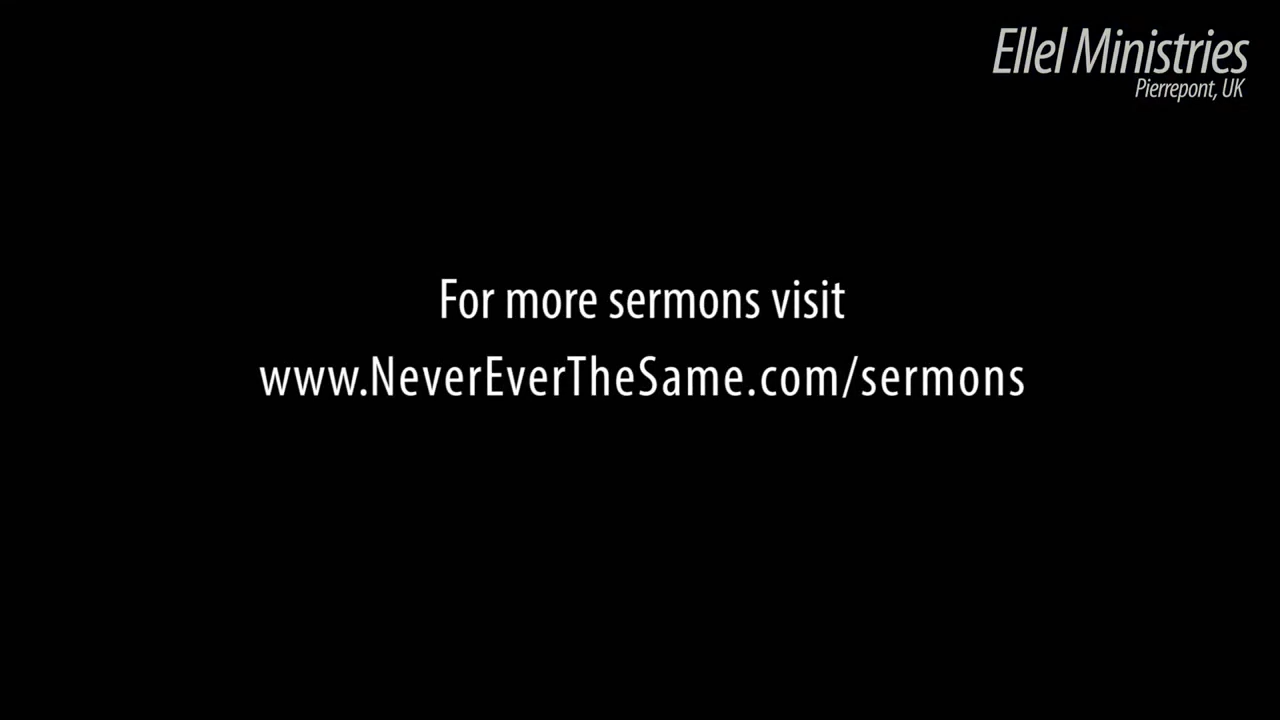 Ellel Ministries
Pierrepont, UK
For more sermons visit
www.NeverEverTheSame.com/sermons